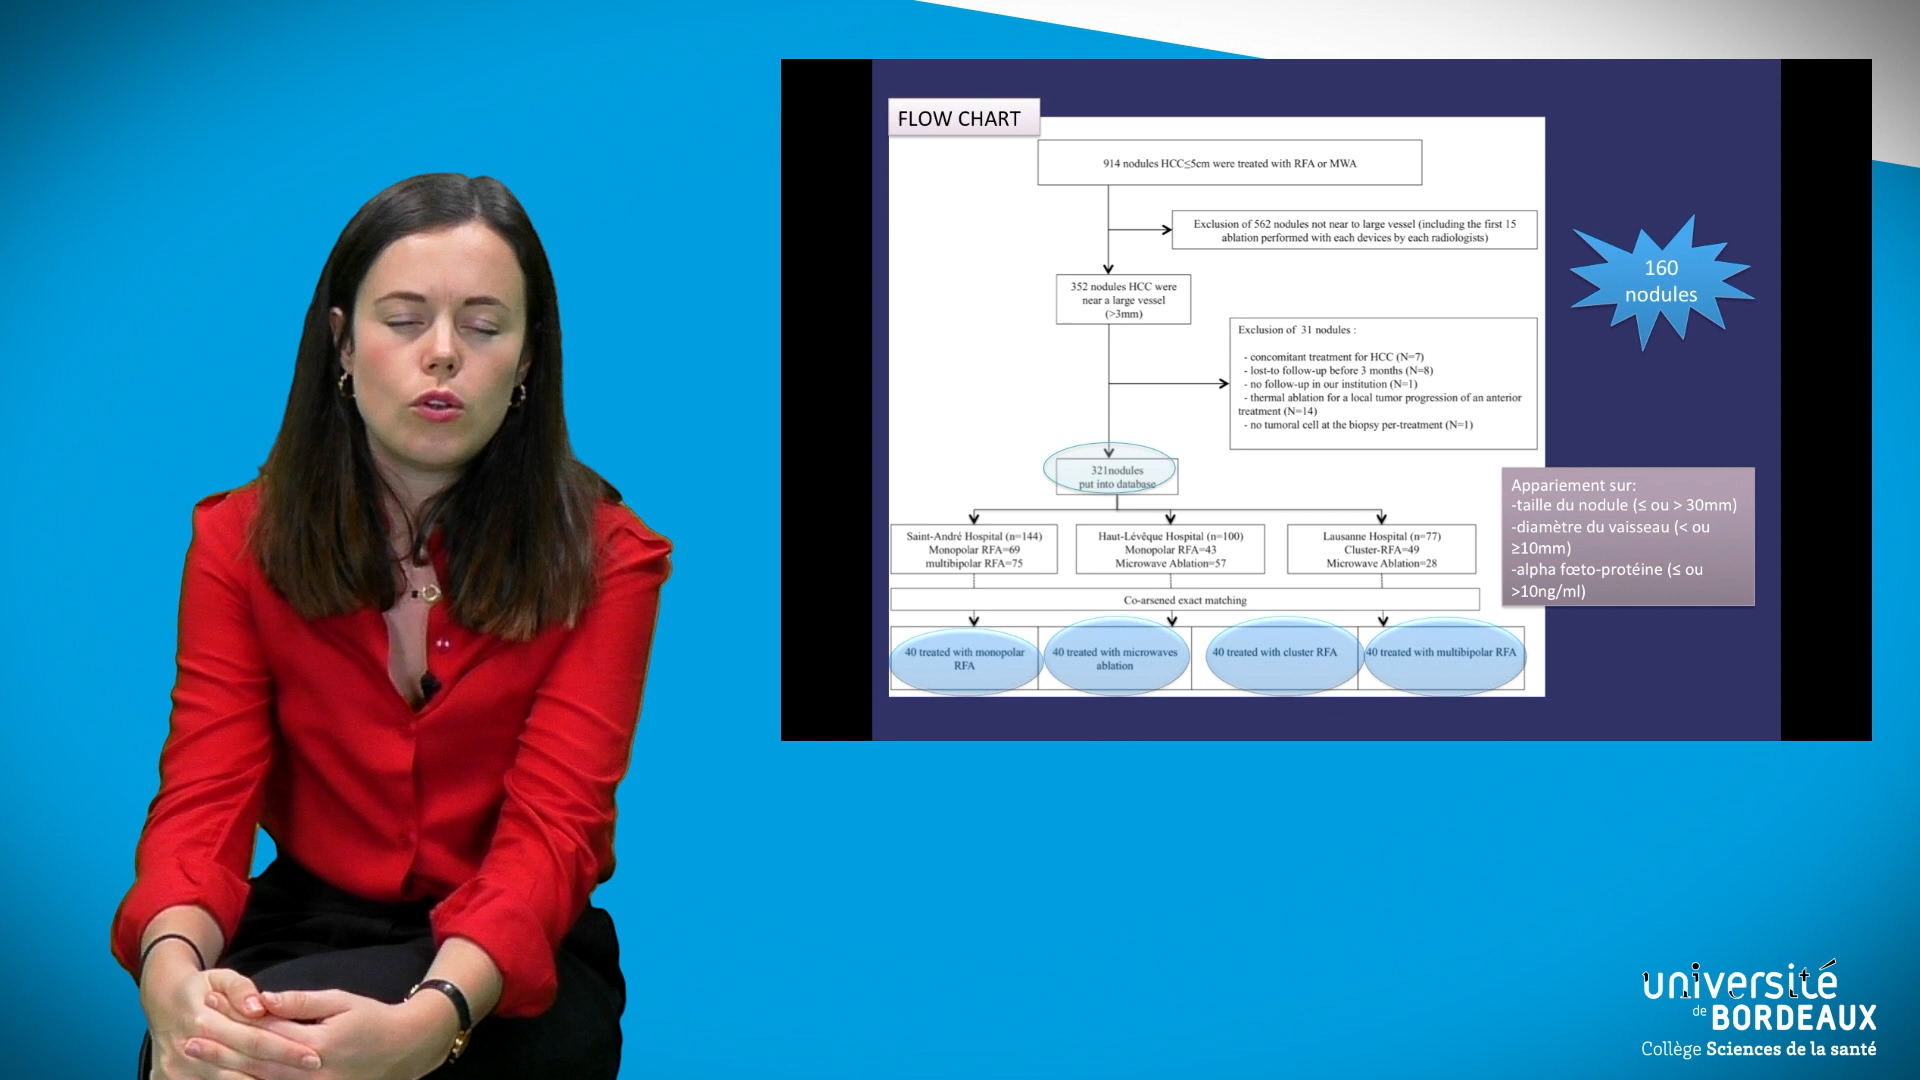 FLOW CHART
914 nodules HCC≤5cm were treated with RFA or MWA
Exclusion of 562 nodules not near to large vessel (including the first 15
ablation performed with each devices by each radiologists)
352 nodules HCC were
near a large vessel
(>3mm)
160
nodules
Exclusion of 31 nodules :
- concomitant treatment for HCC (N=7)
- lost-to follow-up before 3 months (N=8)
- no follow-up in our institution (N=1)
- thermal ablation for a local tumor progression of an anterior
treatment (N=14)
- no tumoral cell at the biopsy per-treatment (N=1)
321nodules
put into database
Appariement sur:
-taille du nodule (≤ ou > 30mm)
-diamètre du vaisseau (< ou
≥10mm)
-alpha fœto-protéine (≤ ou
>10ng/ml)
Saint-André Hospital (n=144)
Monopolar RFA=69
multibipolar RFA=75
Haut-Lévêque Hospital (n=100)
Monopolar RFA=43
Microwave Ablation=57
Lausanne Hospital (n=77)
Cluster-RFA=49
Microwave Ablation=28
Co-arsened exact matching
40 treated with monopolar
RFA
40 treated with microwaves
ablation
40 treated with cluster RFA
40 treated with multibipolar RFA
université
de BORDEAUX
Collège Sciences de la santé